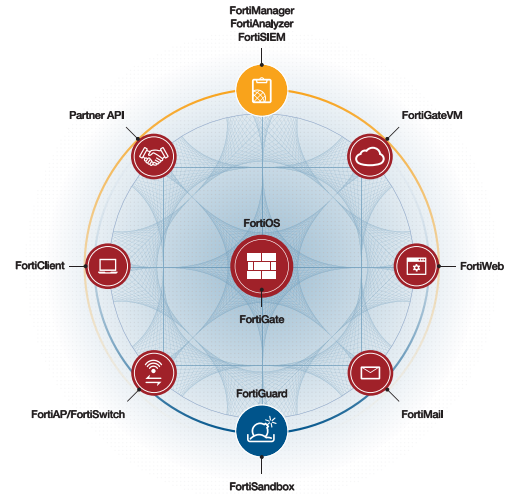 FortiManager
FortiAnalyzer
FortiSIEM
Partner API
FortiGateVM
FortiOS
FortiClient
FortiWeb
FortiGate
FortiGuard
FortiAP/FortiSwitch
FortiMail
FortiSandbox